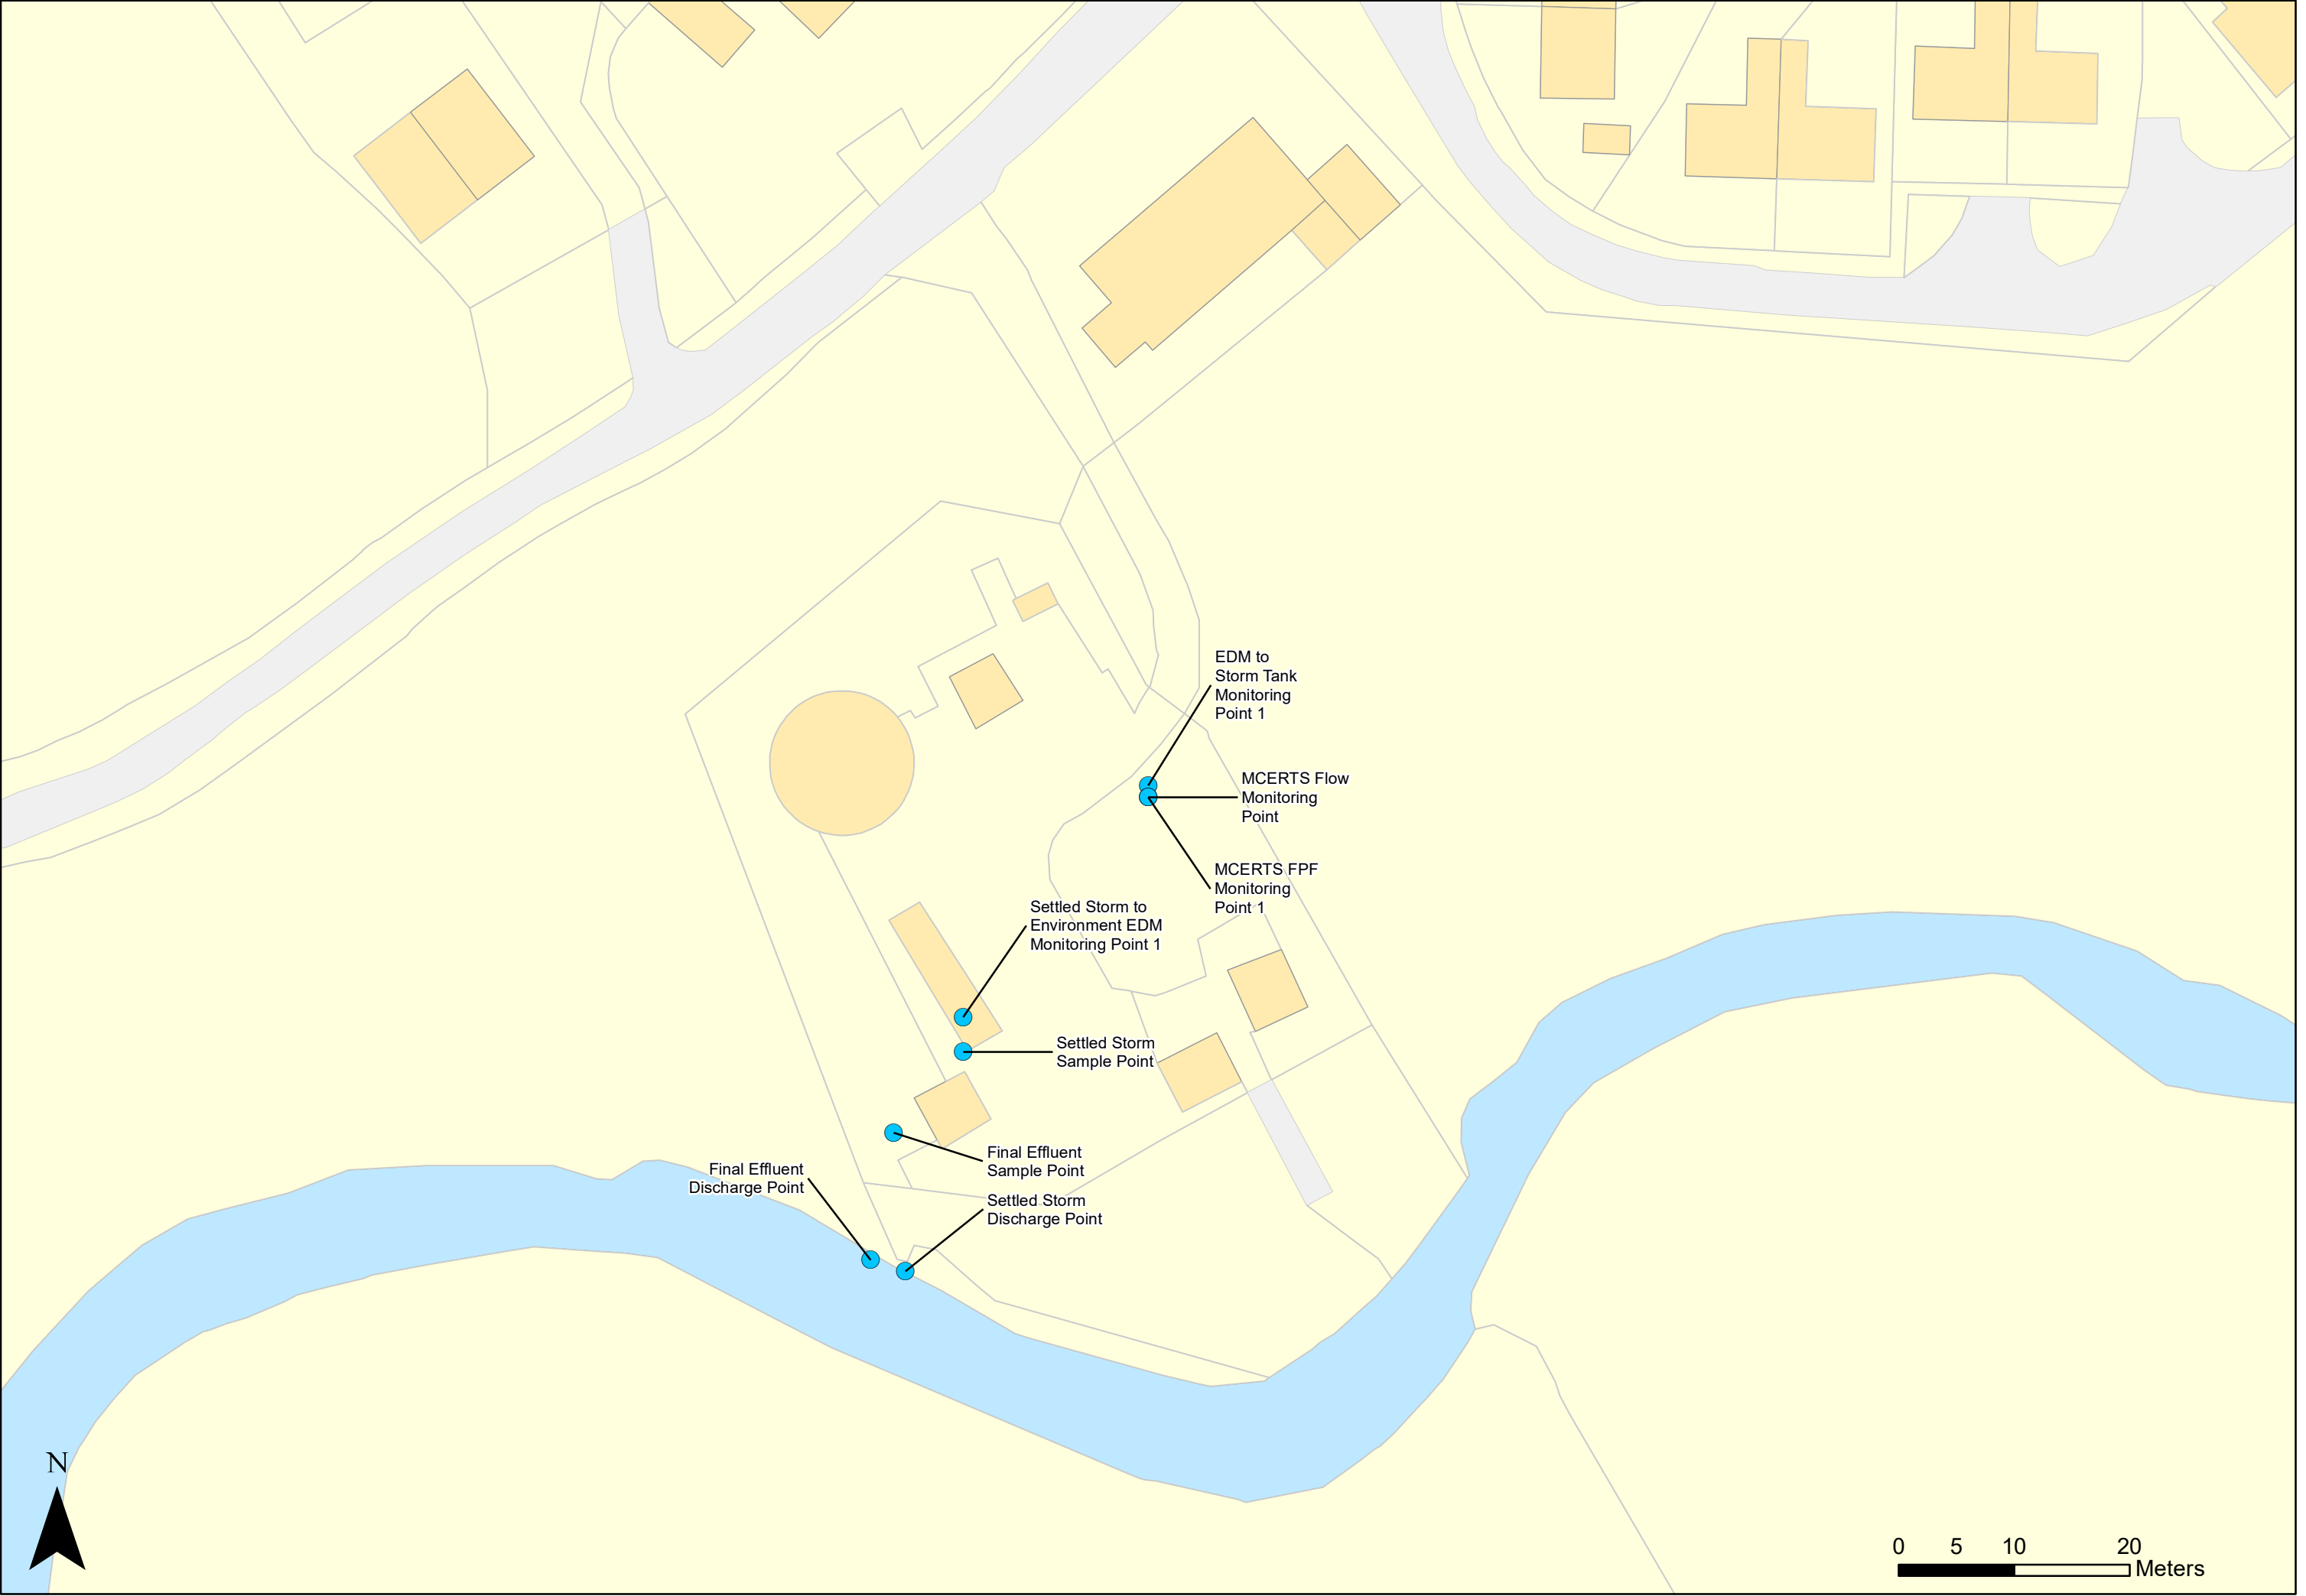 EDM to
Storm Tank
Monitoring
Point 1
MCERTS Flow
Monitoring
Point
MCERTS FPF
Monitoring
Point 1
Settled Storm to
Environment EDM
Monitoring Point 1
Settled Storm
Sample Point
Final Effluent
Sample Point
Final Effluent
Discharge Point
Settled Storm
Discharge Point
N
0 5 10 20
Meters